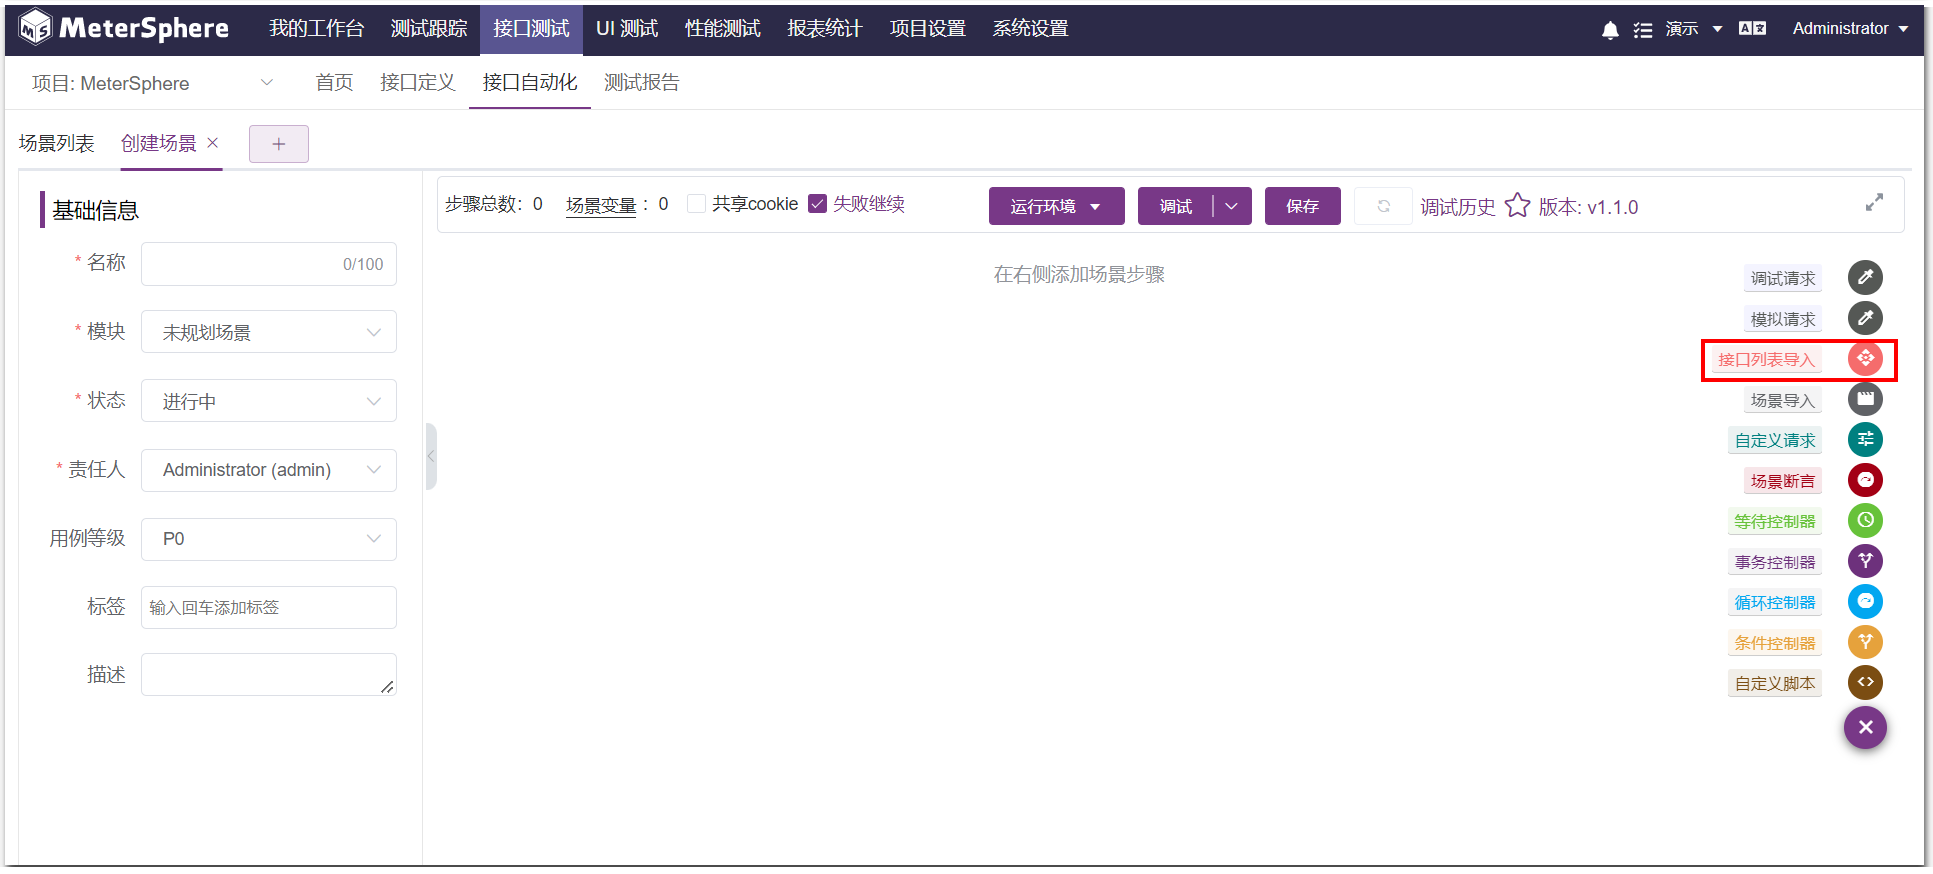 MeterSphere 我的工作台 测试跟踪 接口测试 UI 测试 性能测试 报表统计 项目设置 系统设置 演示 Administrator
项目: MeterSphere 首页 接口定义 接口自动化 测试报告
场景列表 创建场景 × +
基础信息
步骤总数: 0 场景变量 : 0 共享cookie 失败继续 运行环境 调试 保存 调试历史 版本: v1.1.0
* 名称 0/100
* 模块 未规划场景
* 状态 进行中
* 责任人 Administrator (admin)
用例等级 P0
标签 输入回车添加标签
描述
在右侧添加场景步骤
调试请求
模拟请求
接口列表导入
场景导入
自定义请求
场景断言
等待控制器
事务控制器
循环控制器
条件控制器
自定义脚本